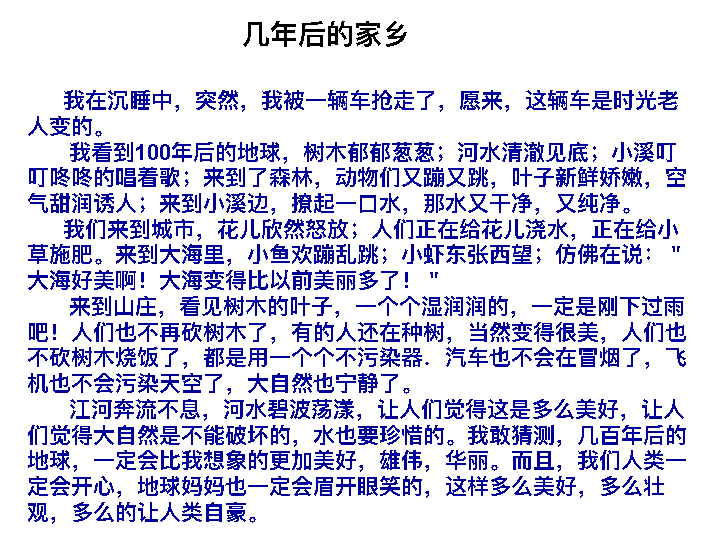 几年后的家乡
我在沉睡中，突然，我被一辆车抢走了，愿来，这辆车是时光老
人变的。
我看到100年后的地球，树木郁郁葱葱；河水清澈见底；小溪叮
叮咚咚的唱着歌；来到了森林，动物们又蹦又跳，叶子新鲜娇嫩，空
气甜润诱人；来到小溪边，撩起一口水，那水又干净，又纯净。
我们来到城市，花儿欣然怒放；人们正在给花儿浇水，正在给小
草施肥。来到大海里，小鱼欢蹦乱跳；小虾东张西望；仿佛在说："
大海好美啊！大海变得比以前美丽多了！"
来到山庄，看见树木的叶子，一个个湿润润的，一定是刚下过雨
吧！人们也不再砍树木了，有的人还在种树，当然变得很美，人们也
不砍树木烧饭了，都是用一个个不污染器．汽车也不会在冒烟了，飞
机也不会污染天空了，大自然也宁静了。
江河奔流不息，河水碧波荡漾，让人们觉得这是多么美好，让人
们觉得大自然是不能破坏的，水也要珍惜的。我敢猜测，几百年后的
地球，一定会比我想象的更加美好，雄伟，华丽。而且，我们人类一
定会开心，地球妈妈也一定会眉开眼笑的，这样多么美好，多么壮
观，多么的让人类自豪。